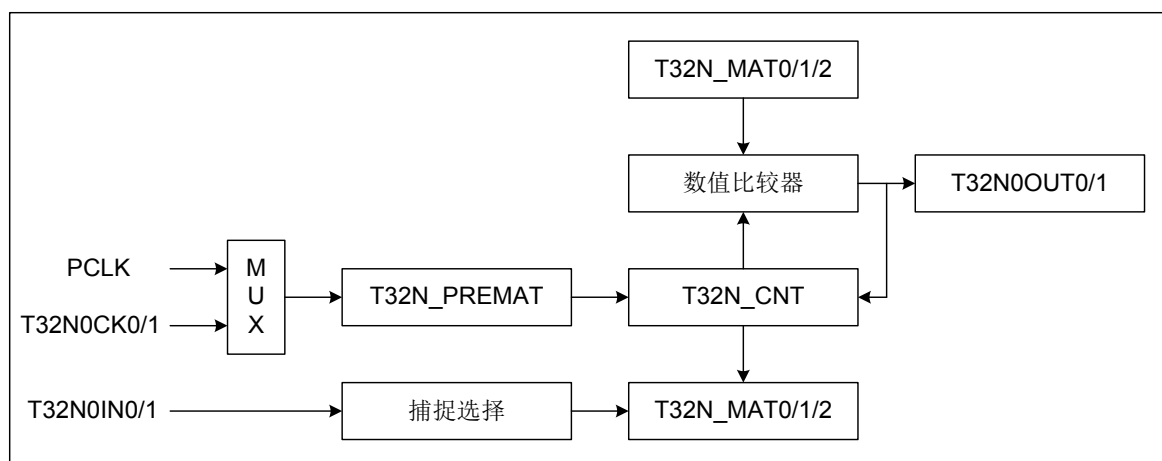 T32N_MAT0/1/2
数值比较器
T32N0OUT0/1
PCLK
MUX
T32N_PREMAT
T32N_CNT
T32N0CK0/1
T32N0IN0/1
捕捉选择
T32N_MAT0/1/2